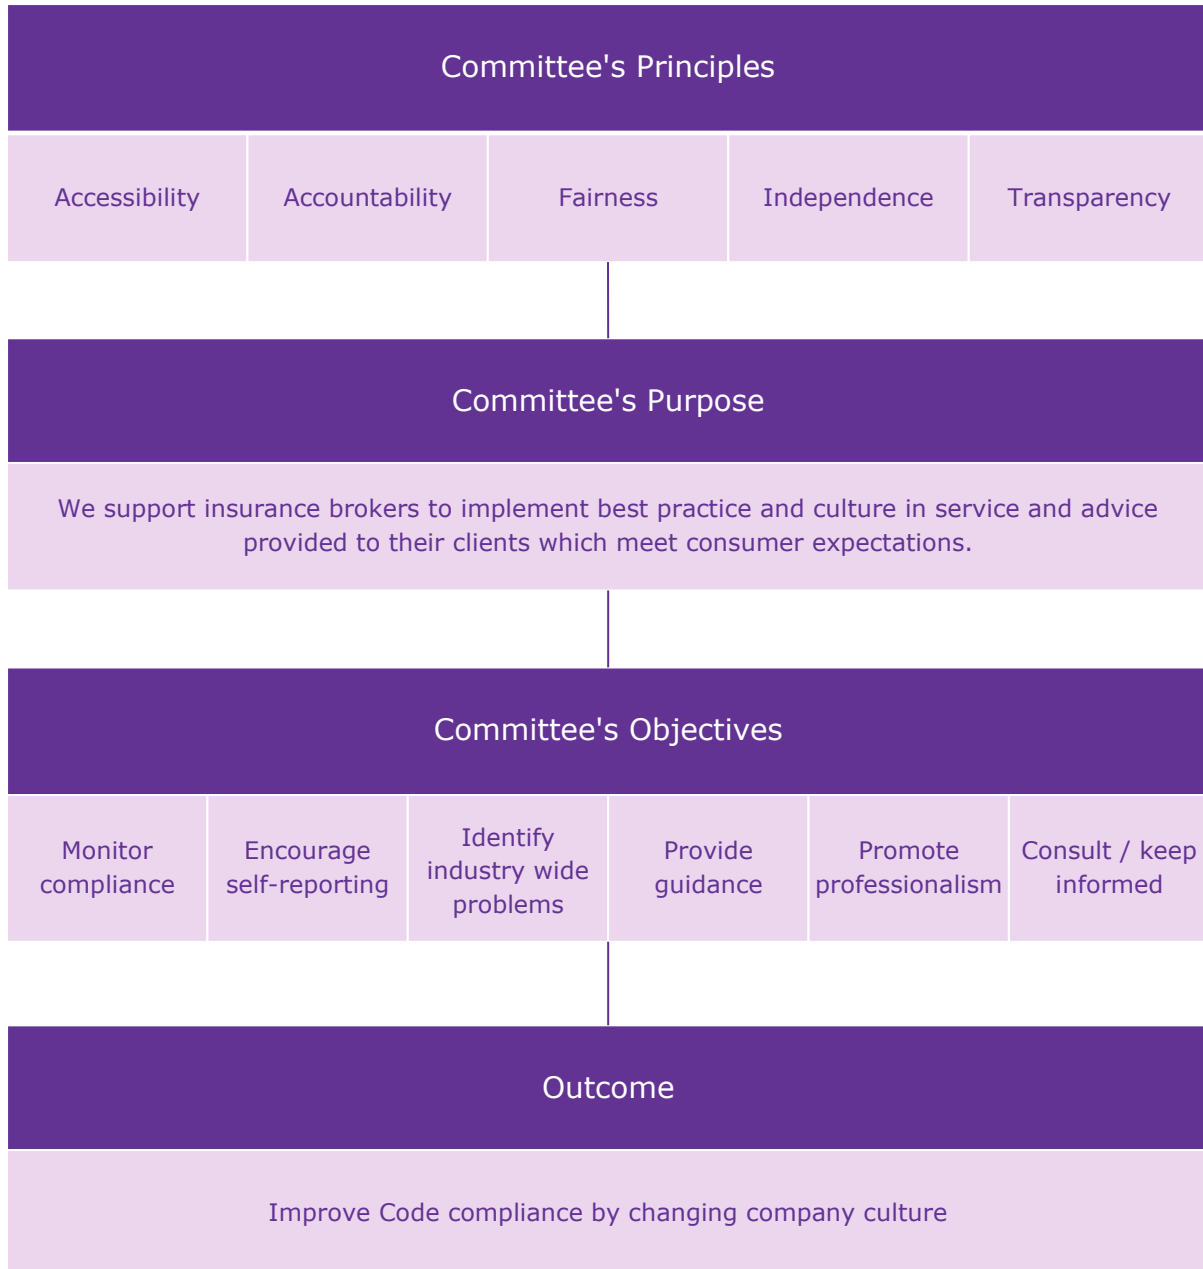 Committee's Principles
Accessibility
Accountability
Fairness
Independence
Transparency
Committee's Purpose
We support insurance brokers to implement best practice and culture in service and advice
provided to their clients which meet consumer expectations.
Committee's Objectives
Monitor
compliance
Encourage
self-reporting
Identify
industry wide
problems
Provide
guidance
Promote
professionalism
Consult / keep
informed
Outcome
Improve Code compliance by changing company culture